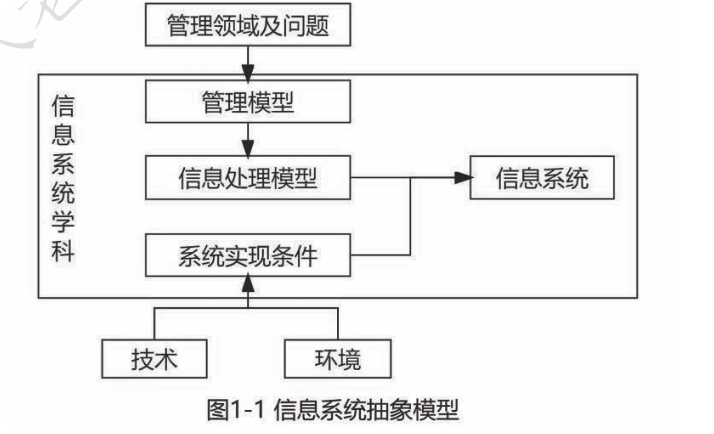 管理领域及问题
信息系统学科
管理模型
信息处理模型
信息系统
系统实现条件
技术
环境
图1-1 信息系统抽象模型